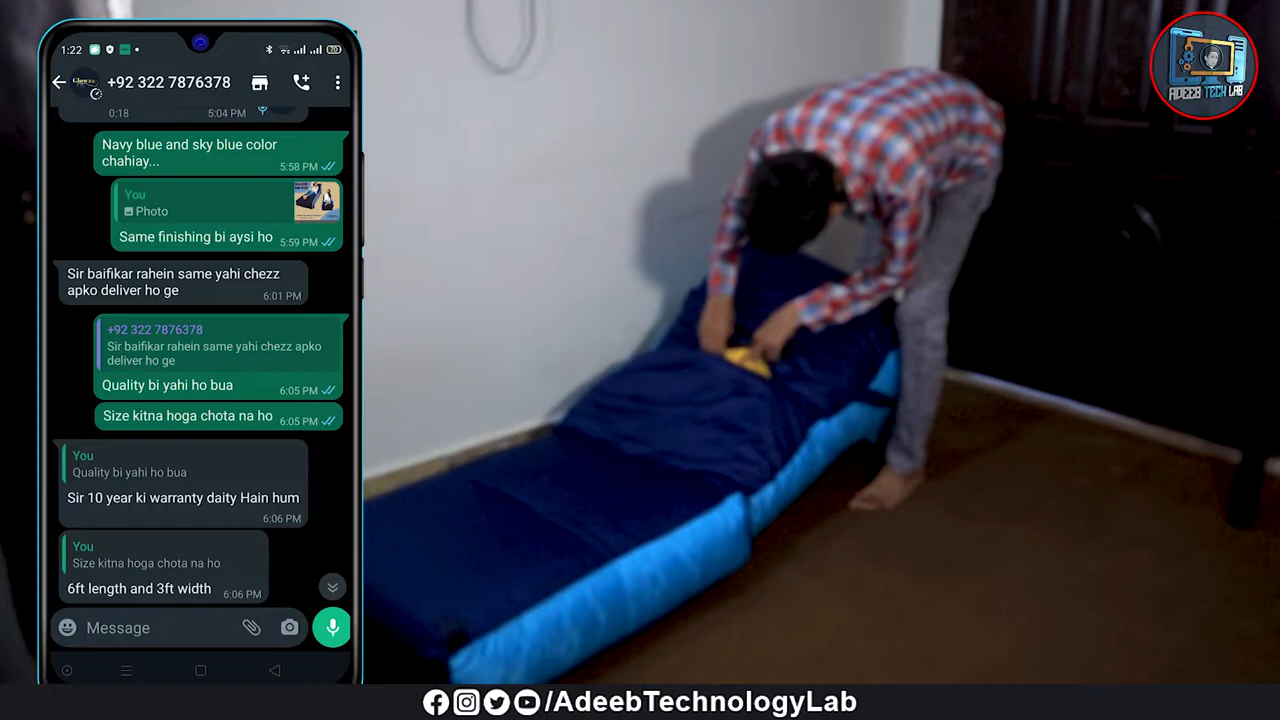 1:22
70
+92 322 7876378
0:18 5:04 PM
Navy blue and sky blue color
chahiay...
5:58 PM
You
Photo
Same finishing bi aysi ho 5:59 PM
Sir baifikar rahein same yahi chezz
apko deliver ho ge
6:01 PM
+92 322 7876378
Sir baifikar rahein same yahi chezz apko
deliver ho ge
Quality bi yahi ho bua 6:05 PM
Size kitna hoga chota na ho 6:05 PM
You
Quality bi yahi ho bua
Sir 10 year ki warranty daity Hain hum
6:06 PM
You
Size kitna hoga chota na ho
6ft length and 3ft width 6:06 PM
Message
ADEEB TECH LAB
/AdeebTechnologyLab